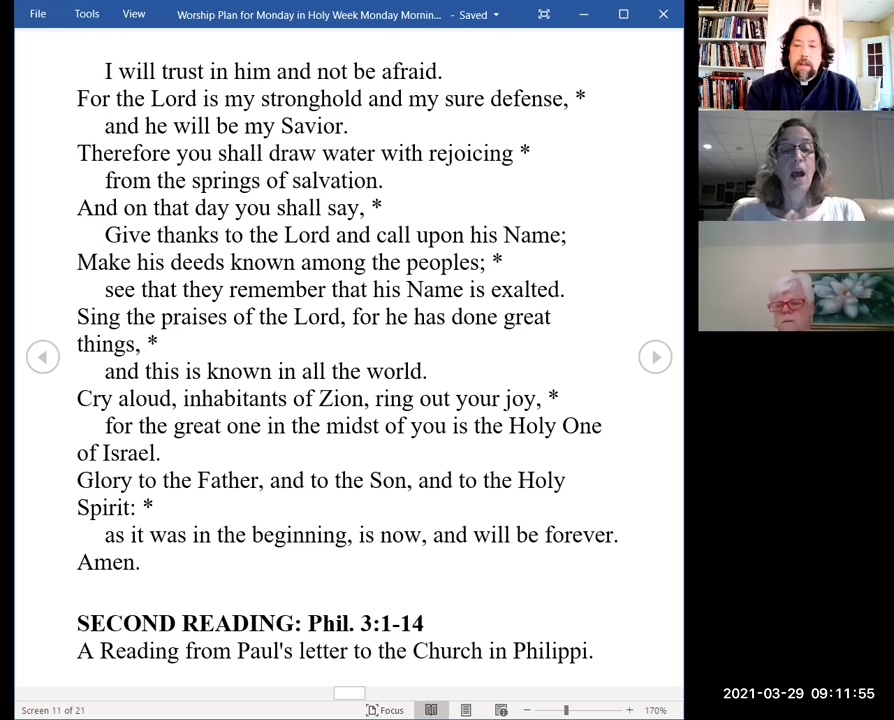 File Tools View Worship Plan for Monday in Holy Week Monday Mornin... - Saved
I will trust in him and not be afraid.
For the Lord is my stronghold and my sure defense, *
and he will be my Savior.
Therefore you shall draw water with rejoicing *
from the springs of salvation.
And on that day you shall say, *
Give thanks to the Lord and call upon his Name;
Make his deeds known among the peoples; *
see that they remember that his Name is exalted.
Sing the praises of the Lord, for he has done great
things, *
and this is known in all the world.
Cry aloud, inhabitants of Zion, ring out your joy, *
for the great one in the midst of you is the Holy One
of Israel.
Glory to the Father, and to the Son, and to the Holy
Spirit: *
as it was in the beginning, is now, and will be forever.
Amen.
SECOND READING: Phil. 3:1-14
A Reading from Paul's letter to the Church in Philippi.
Screen 11 of 21 Focus 170%
2021-03-29 09:11:55